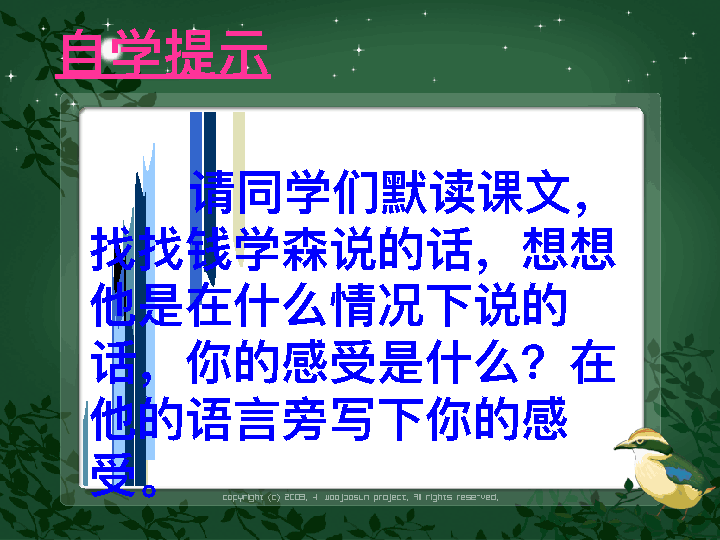 自学提示
请同学们默读课文，
找找钱学森说的话，想想
他是在什么情况下说的
话，你的感受是什么？在
他的语言旁写下你的感
受。
copyright (c) 2008, woojoosun project, All rights reserved.